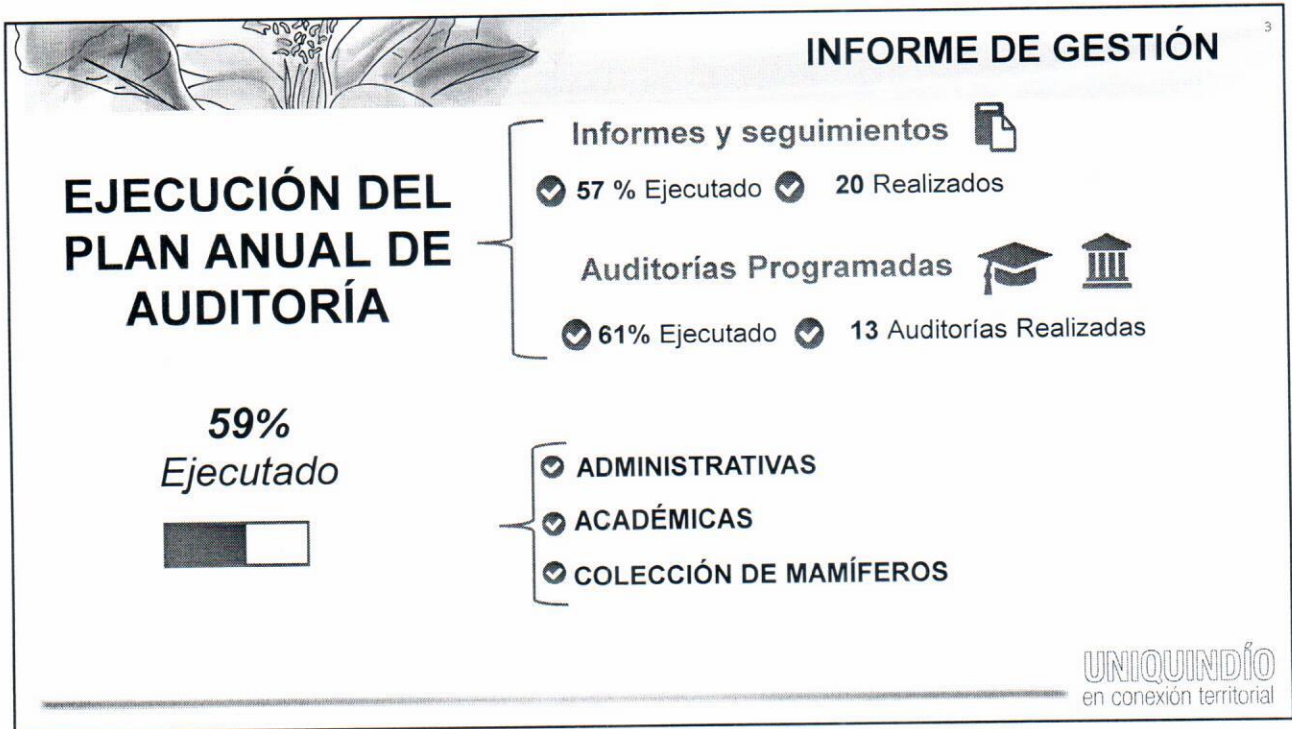 3
INFORME DE GESTIÓN
Informes y seguimientos
57 % Ejecutado
20 Realizados
EJECUCIÓN DEL
PLAN ANUAL DE
AUDITORÍA
Auditorías Programadas
61% Ejecutado
13 Auditorías Realizadas
59%
Ejecutado
ADMINISTRATIVAS
ACADÉMICAS
COLECCIÓN DE MAMÍFEROS
UNIQUINDÍO
en conexión territorial